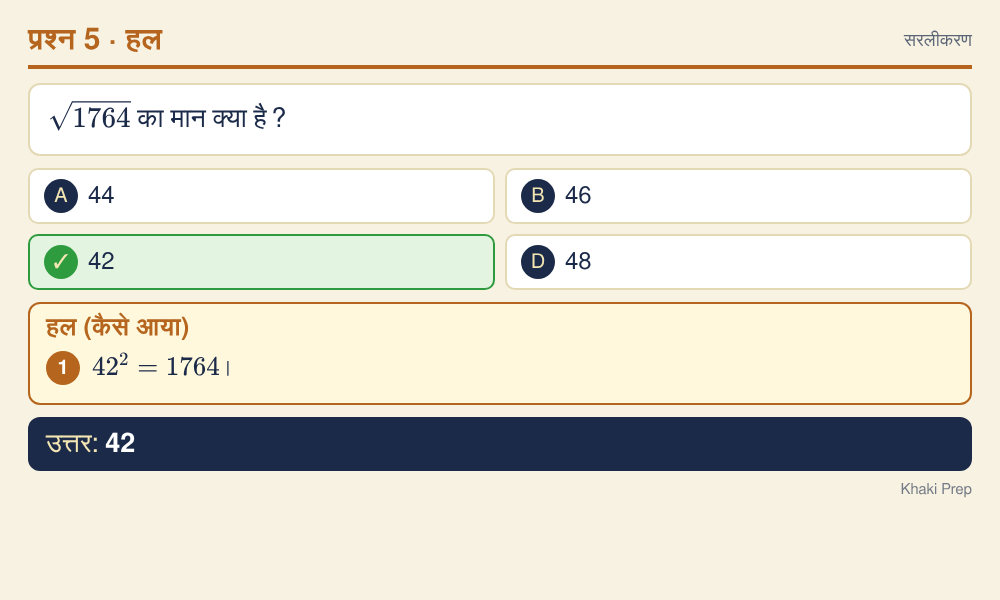 प्रश्न 5 · हल
सरलीकरण
√1764 का मान क्या है ?
A 44
B 46
✓ 42
D 48
हल (कैसे आया)
1 42² = 1764।
उत्तर: 42
Khaki Prep